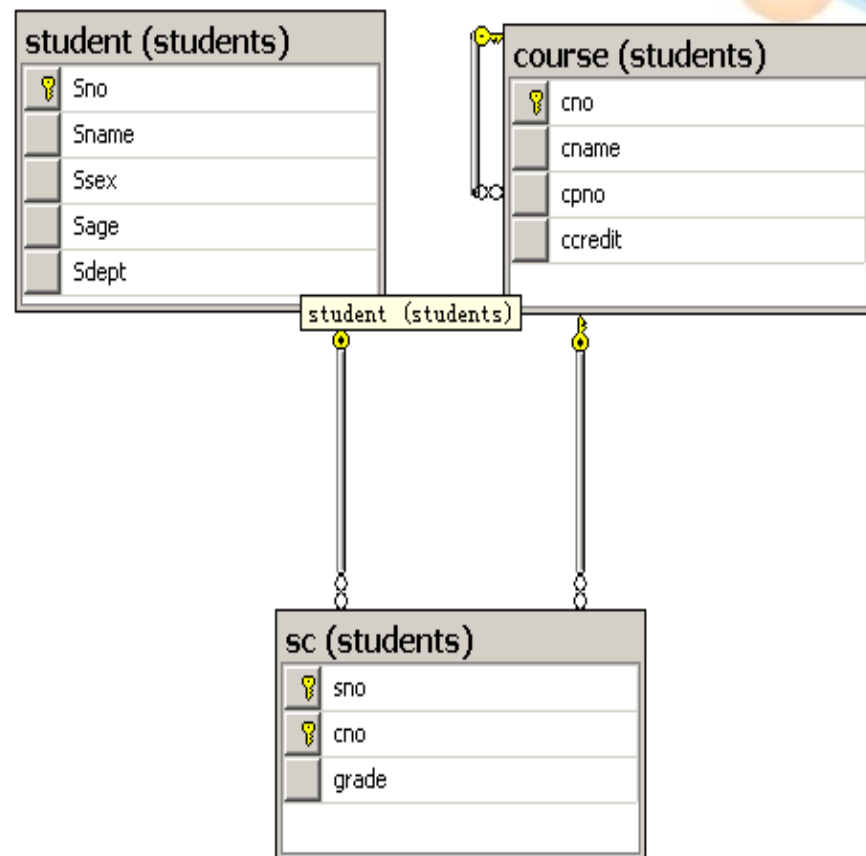 student (students)
Sno
Sname
Ssex
Sage
Sdept
course (students)
cno
cname
cpno
ccredit
student (students)
sc (students)
sno
cno
grade